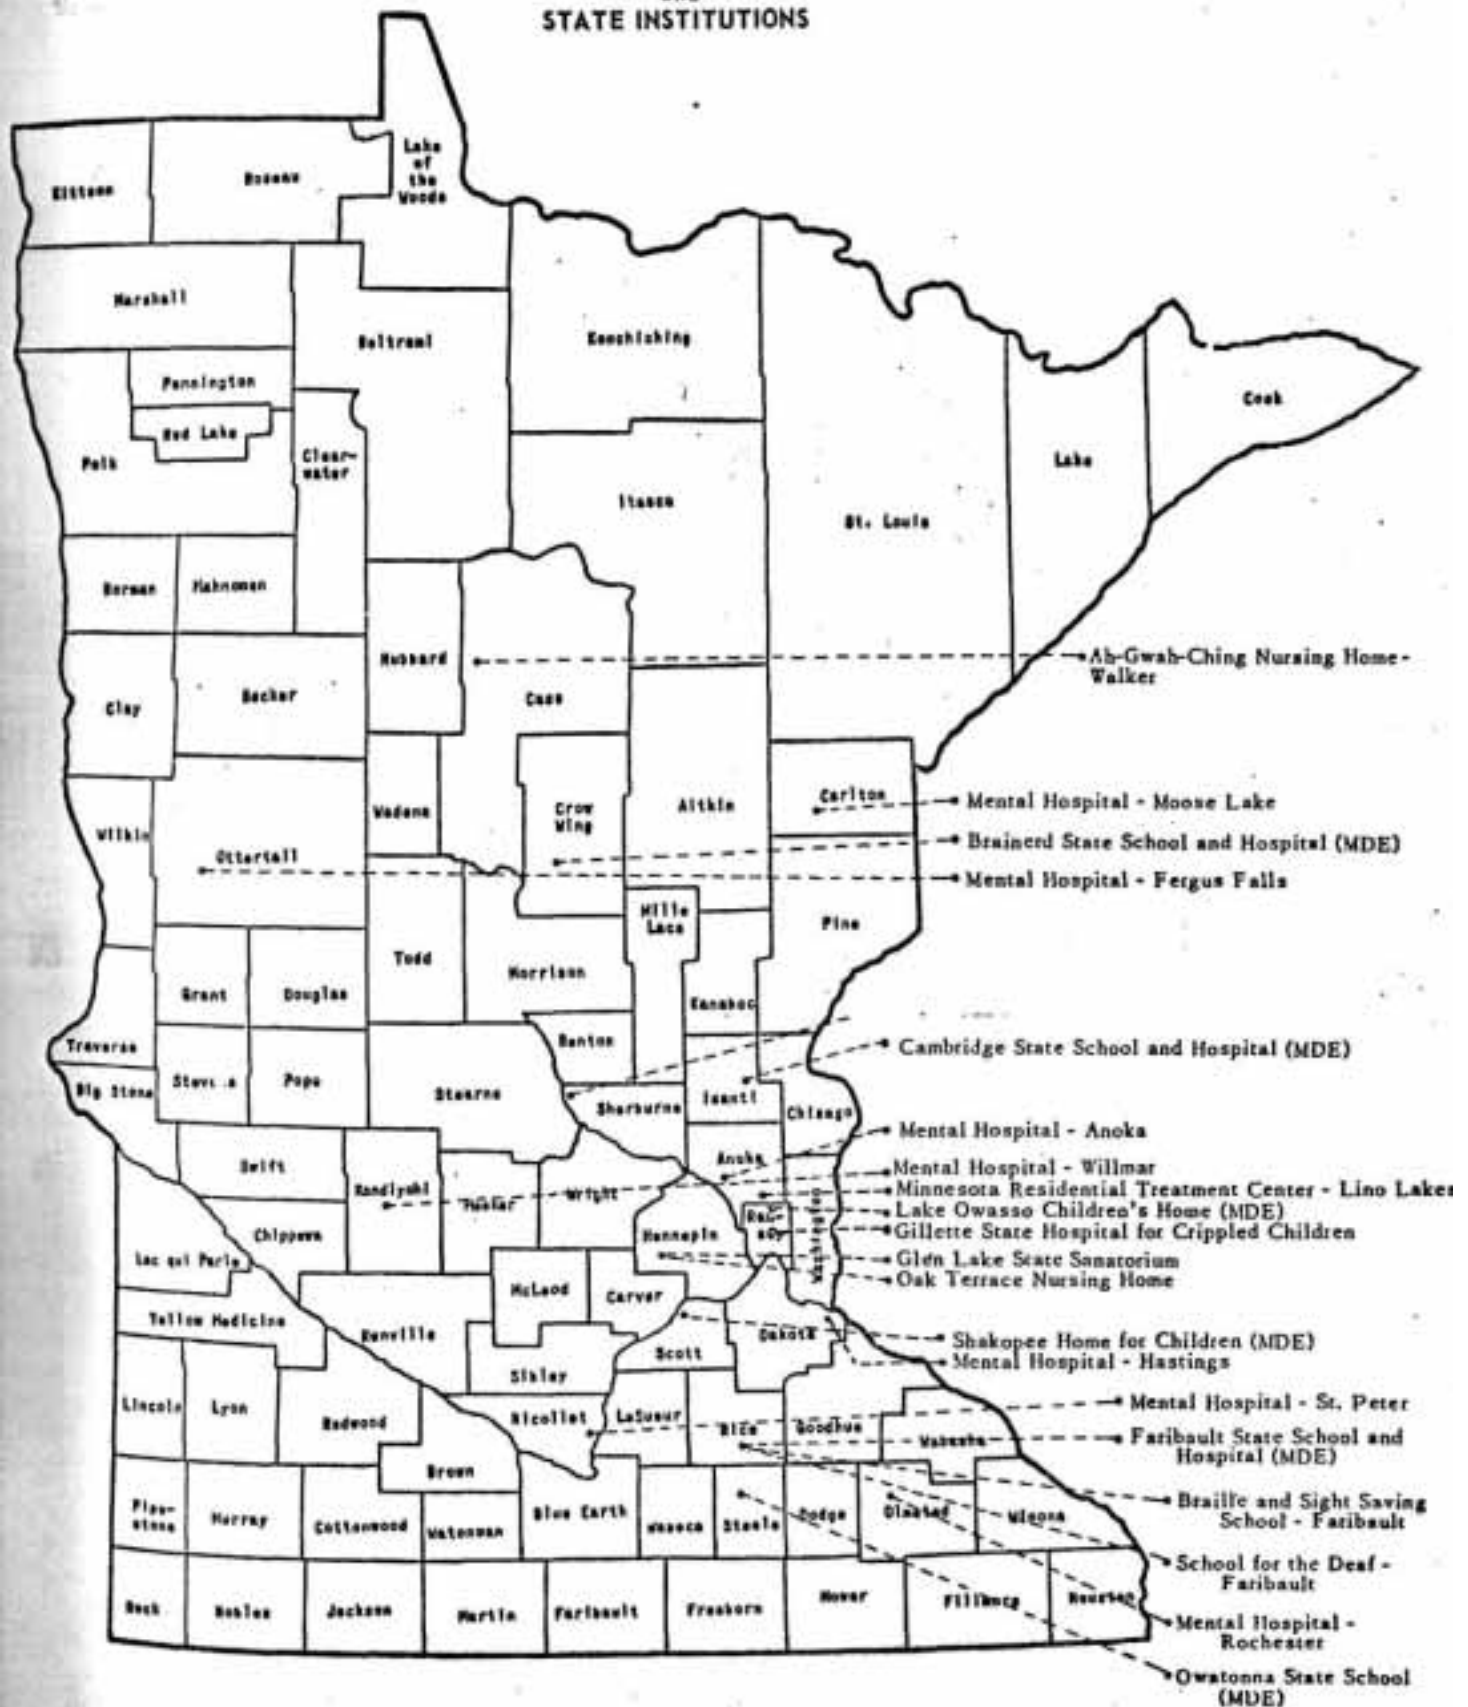 STATE INSTITUTIONS
Lake
of
the
Woods
Kittson
Roseau
Marshall
Beltrami
Koochiching
Pennington
Red Lake
Polk
Clear-
water
Cook
Lake
Itasca
St. Louis
Norman
Mahnomen
Hubbard
Ah-Gwah-Ching Nursing Home -
Walker
Clay
Becker
Cass
Wadena
Crow
Wing
Aitkin
Carlton
Mental Hospital - Moose Lake
Wilkin
Ottertail
Brainerd State School and Hospital (MDE)
Mental Hospital - Fergus Falls
Mille
Lacs
Pine
Todd
Morrison
Grant
Douglas
Kanabec
Traverse
Benton
Cambridge State School and Hospital (MDE)
Big Stone
Pope
Stearns
Sherburne
Isanti
Chisago
Mental Hospital - Anoka
Swift
Anoka
Mental Hospital - Willmar
Kandiyohi
Wright
Minnesota Residential Treatment Center - Lino Lakes
Lake Owasso Children's Home (MDE)
Chippewa
Hennepin
Washington
Gillette State Hospital for Crippled Children
Lac qui Parle
Glen Lake State Sanatorium
Oak Terrace Nursing Home
McLeod
Carver
Yellow Medicine
Renville
Dakota
Shakopee Home for Children (MDE)
Scott
Mental Hospital - Hastings
Sibley
Lincoln
Lyon
Redwood
Nicollet
LeSueur
Rice
Goodhue
Wabasha
Mental Hospital - St. Peter
Faribault State School and
Hospital (MDE)
Brown
Pipe-
stone
Murray
Cottonwood
Watonwan
Blue Earth
Waseca
Steele
Dodge
Olmsted
Winona
Braille and Sight Saving
School - Faribault
School for the Deaf -
Faribault
Rock
Nobles
Jackson
Martin
Faribault
Freeborn
Mower
Fillmore
Houston
Mental Hospital -
Rochester
Owatonna State School
(MDE)